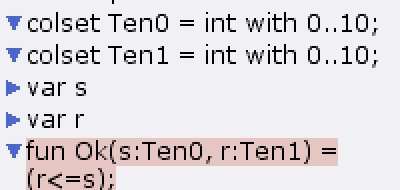 colset Ten0 = int with 0..10;
colset Ten1 = int with 0..10;
var s
var r
fun Ok(s:Ten0, r:Ten1) =
(r<=s);